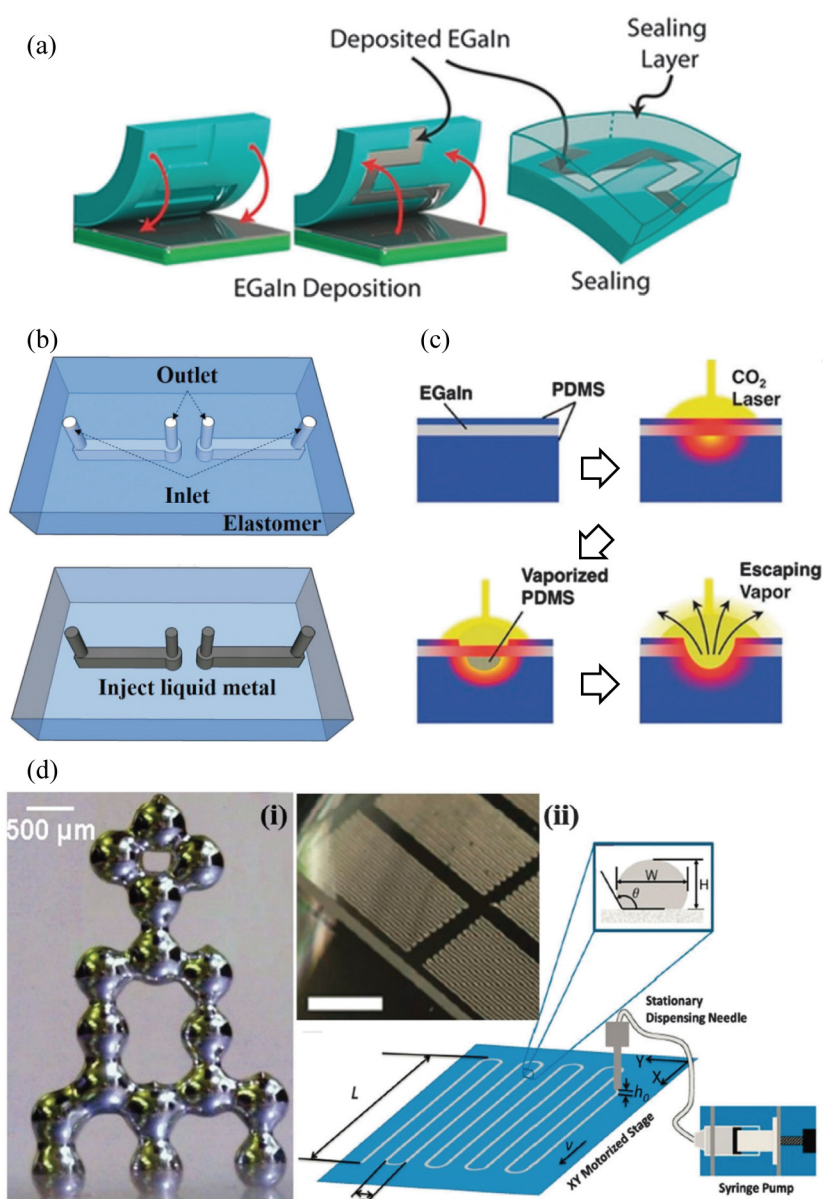 (a)
Deposited EGaIn
Sealing
Layer
EGaIn Deposition
Sealing
(b)
Outlet
Inlet
Elastomer
Inject liquid metal
(c)
EGaIn
PDMS
CO2
Laser
Vaporized
PDMS
Escaping
Vapor
(d)
500 µm
(i)
(ii)
W
H
θ
Stationary
Dispensing Needle
Y
X
h0
L
v
XY Motorized Stage
Syringe Pump